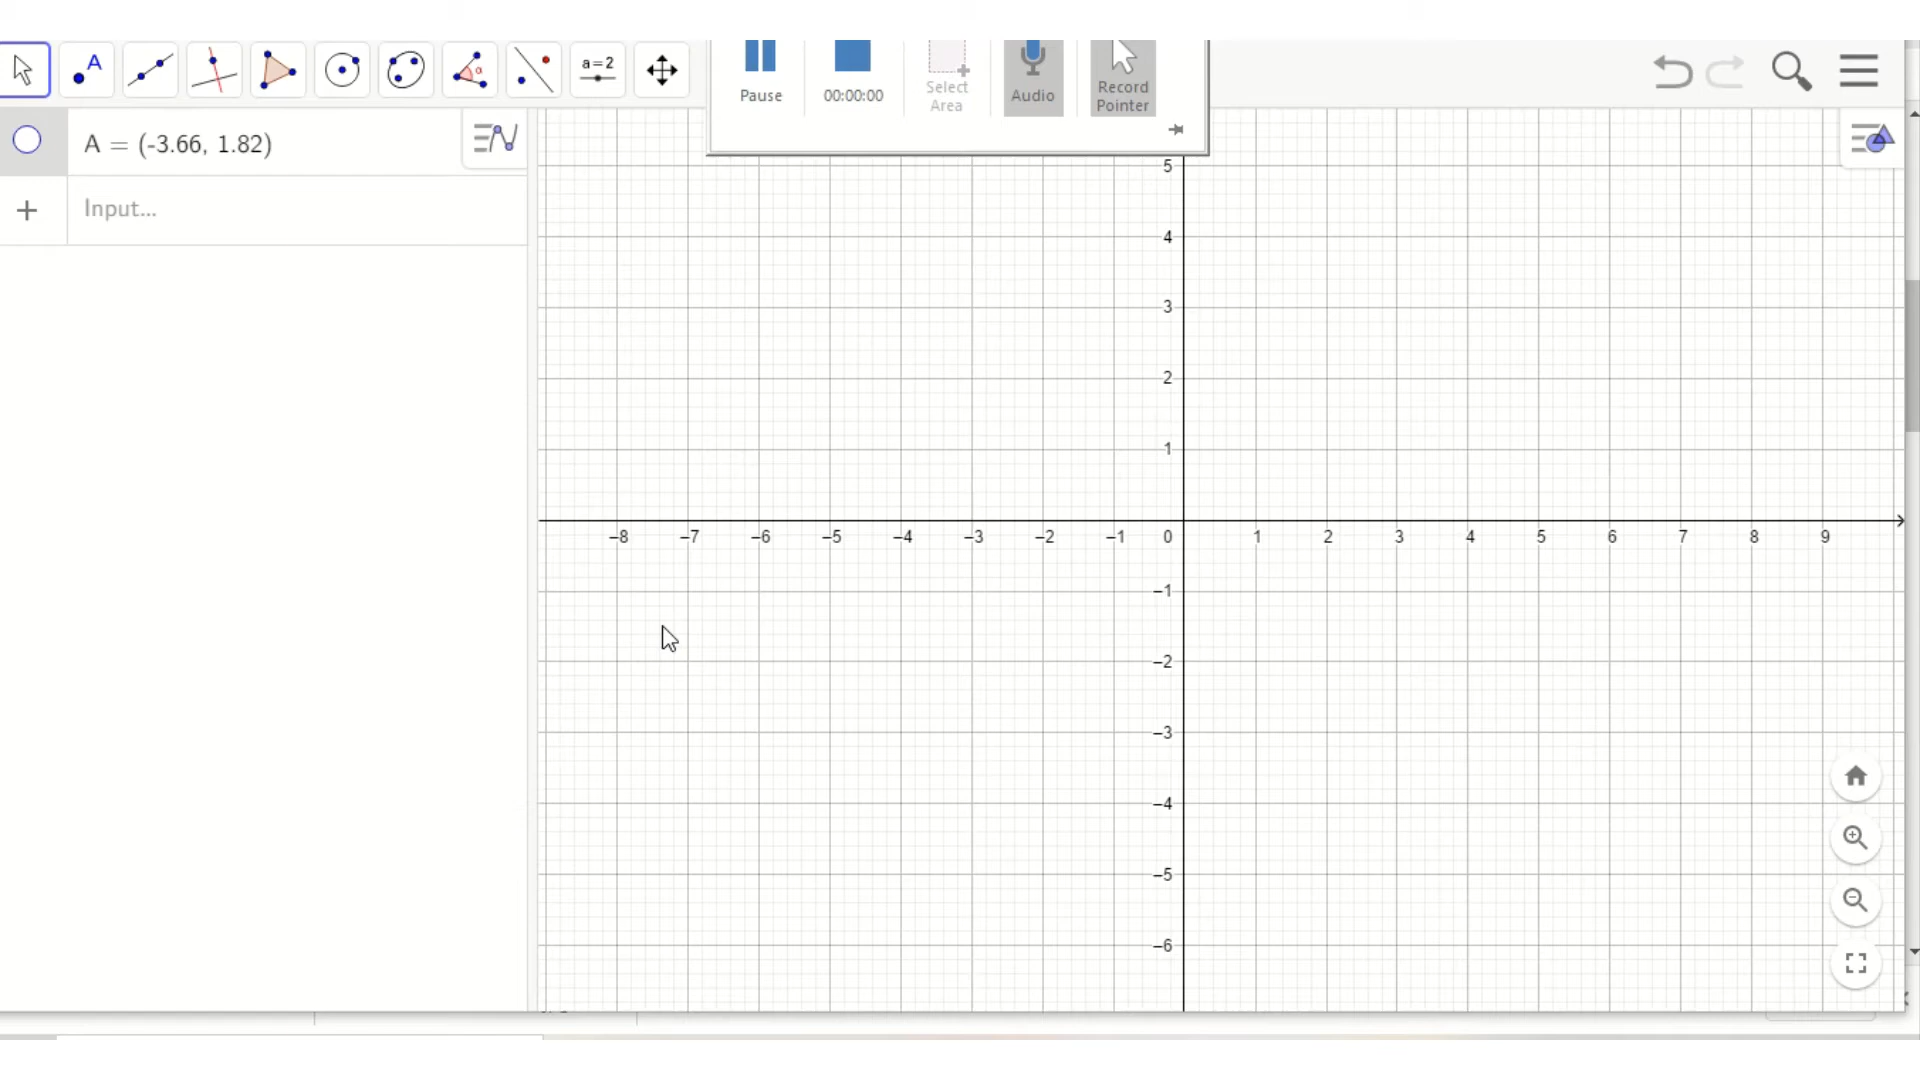 A
a=2
Pause
00:00:00
Select
Area
Audio
Record
Pointer
A = (-3.66, 1.82)
Input...
5
4
3
2
1
–8 –7 –6 –5 –4 –3 –2 –1 0 1 2 3 4 5 6 7 8 9
–1
–2
–3
–4
–5
–6